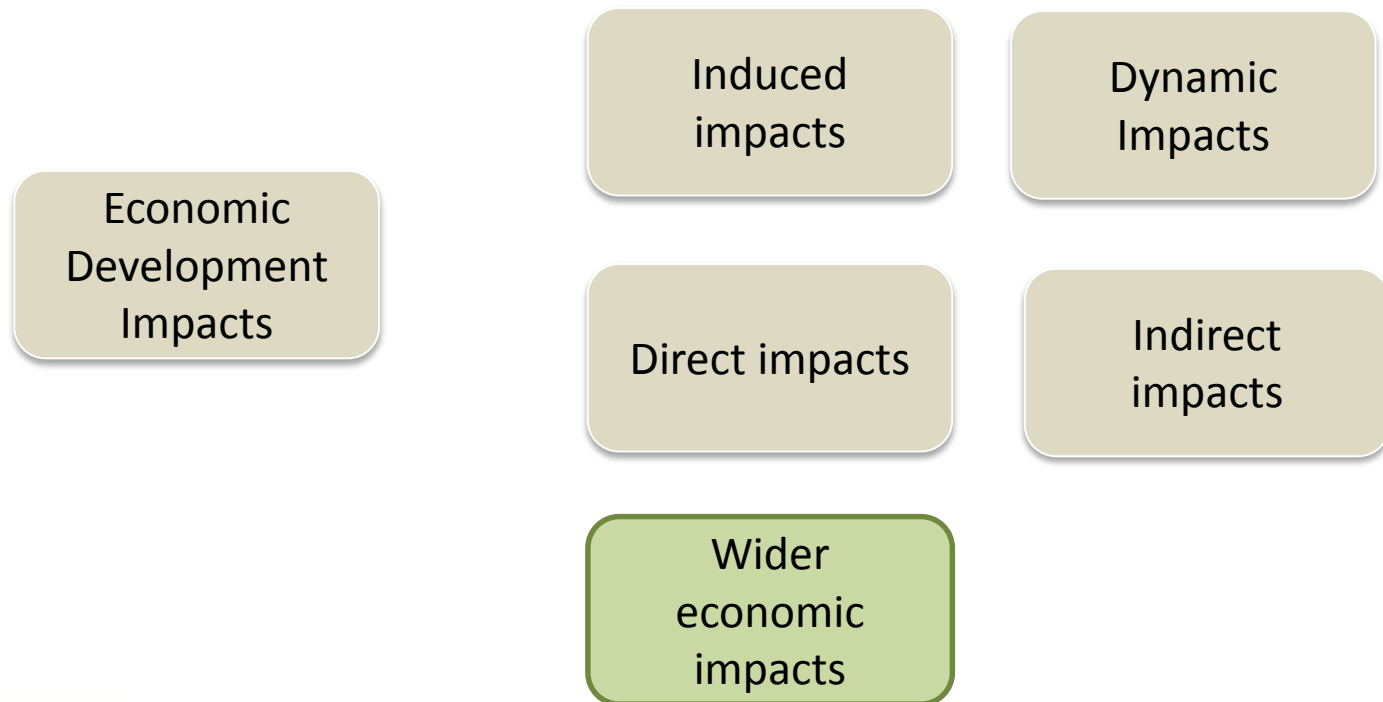 Induced
impacts
Dynamic
Impacts
Economic
Development
Impacts
Direct impacts
Indirect
impacts
Wider
economic
impacts